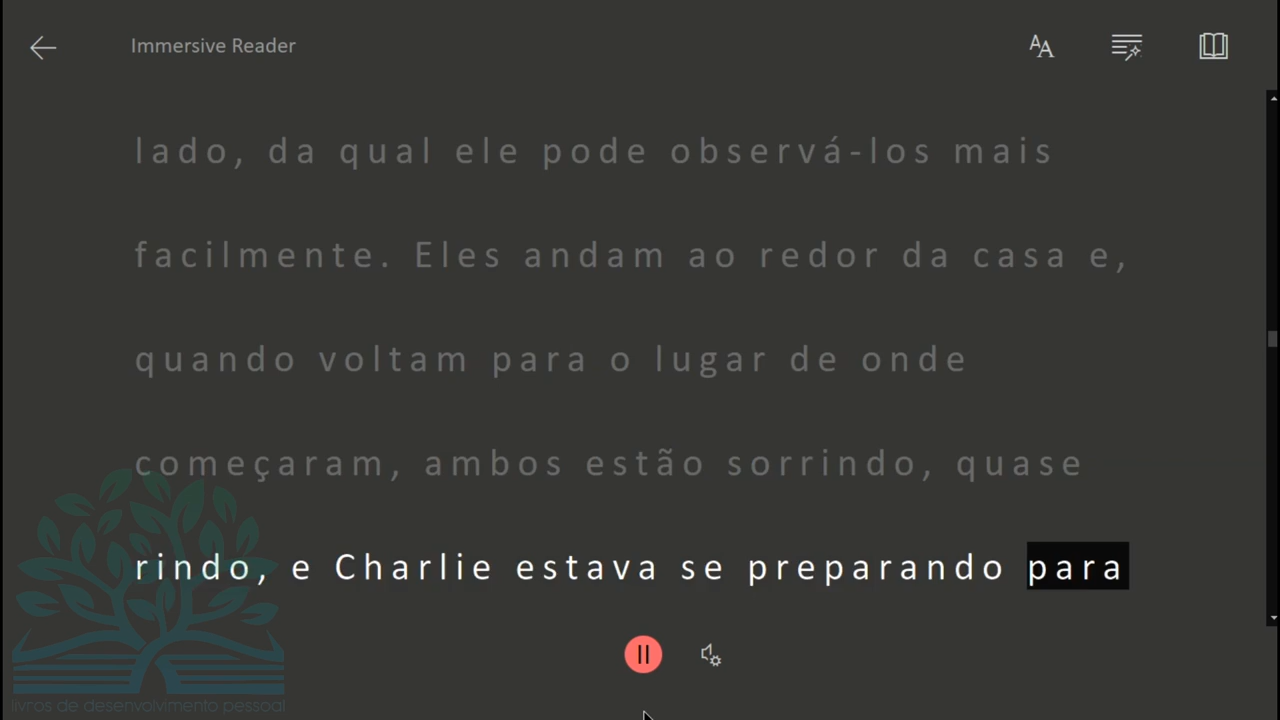 Immersive Reader
lado, da qual ele pode observá-los mais
facilmente. Eles andam ao redor da casa e,
quando voltam para o lugar de onde
começaram, ambos estão sorrindo, quase
rindo, e Charlie estava se preparando para
livros de desenvolvimento pessoal